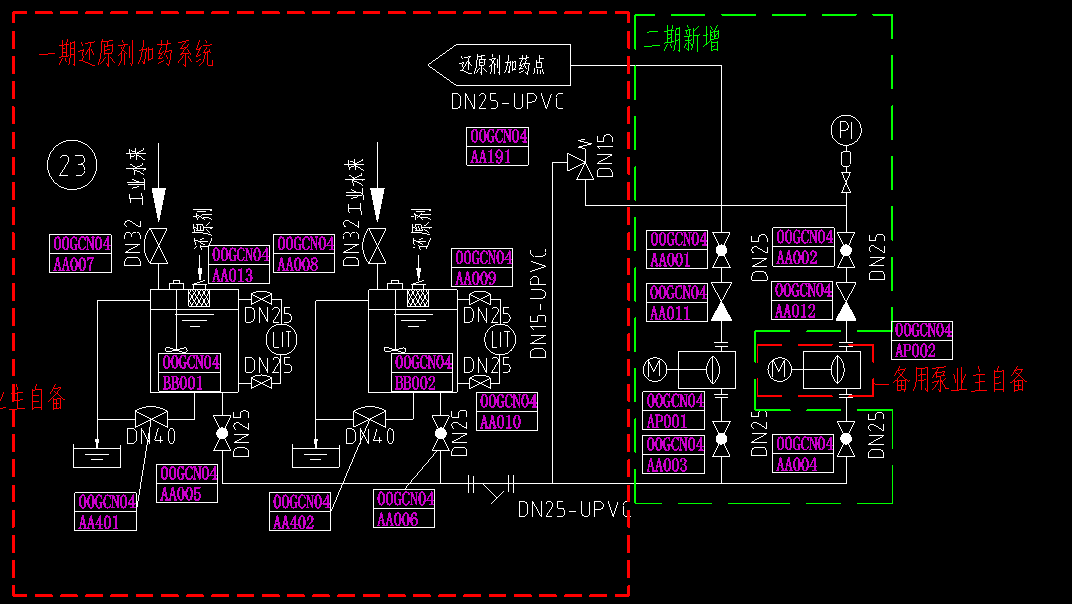 一期还原剂加药系统
二期新增
还原剂加药点
DN25-UPVC
00GCN04
AA191
DN15
PI
23
工业水来
DN32
还原剂
工业水来
DN32
还原剂
00GCN04
AA007
00GCN04
AA013
00GCN04
AA008
00GCN04
AA009
DN15-UPVC
00GCN04
AA001
DN25
00GCN04
AA002
DN25
00GCN04
AA011
00GCN04
AA012
DN25
LIT
DN25
DN25
LIT
DN25
00GCN04
BB001
00GCN04
BB002
00GCN04
AP002
M
M
备用泵业主自备
业主自备
00GCN04
AA010
00GCN04
AP001
DN40
DN25
DN40
DN25
00GCN04
AA003
DN25
00GCN04
AA004
DN25
00GCN04
AA005
00GCN04
AA401
00GCN04
AA402
00GCN04
AA006
DN25-UPVC